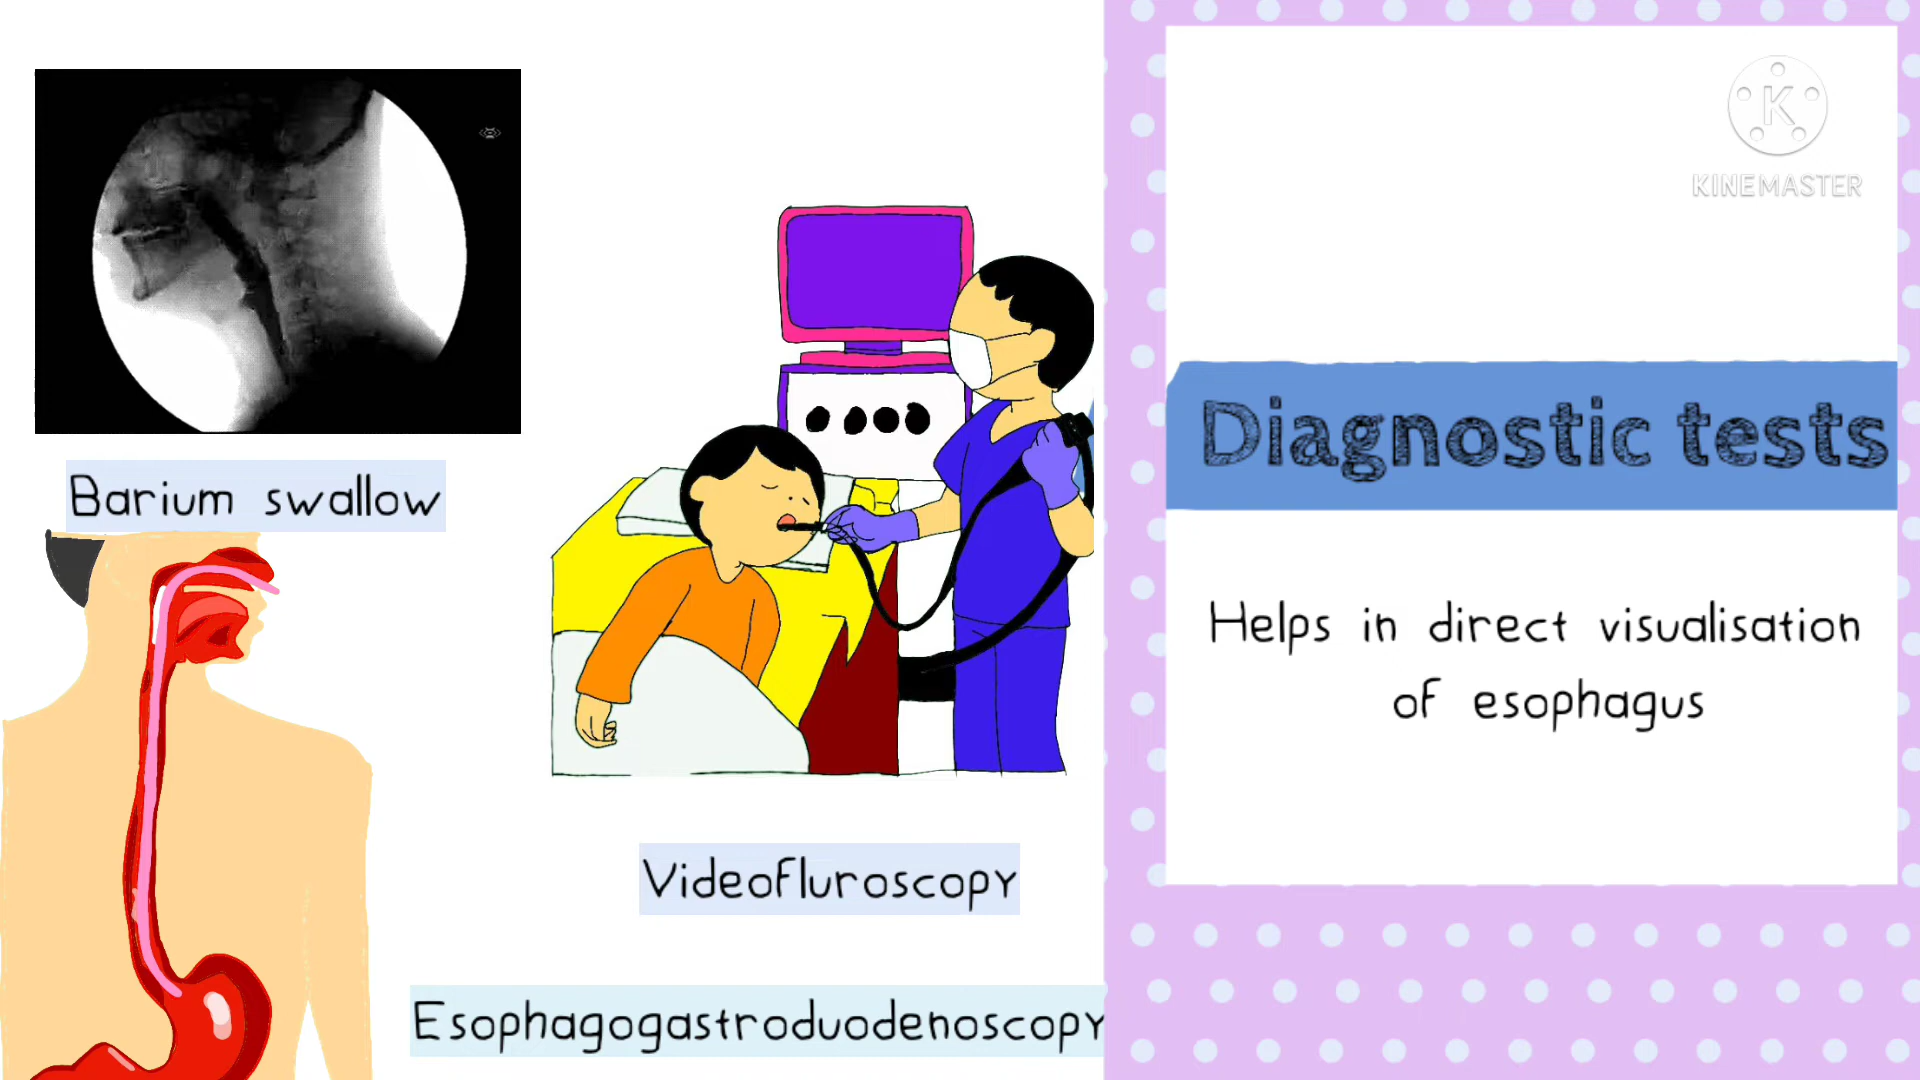 Barium swallow
Videofluroscopy
Esophagogastroduodenoscopy
K
KINEMASTER
Diagnostic tests
Helps in direct visualisation
of esophagus